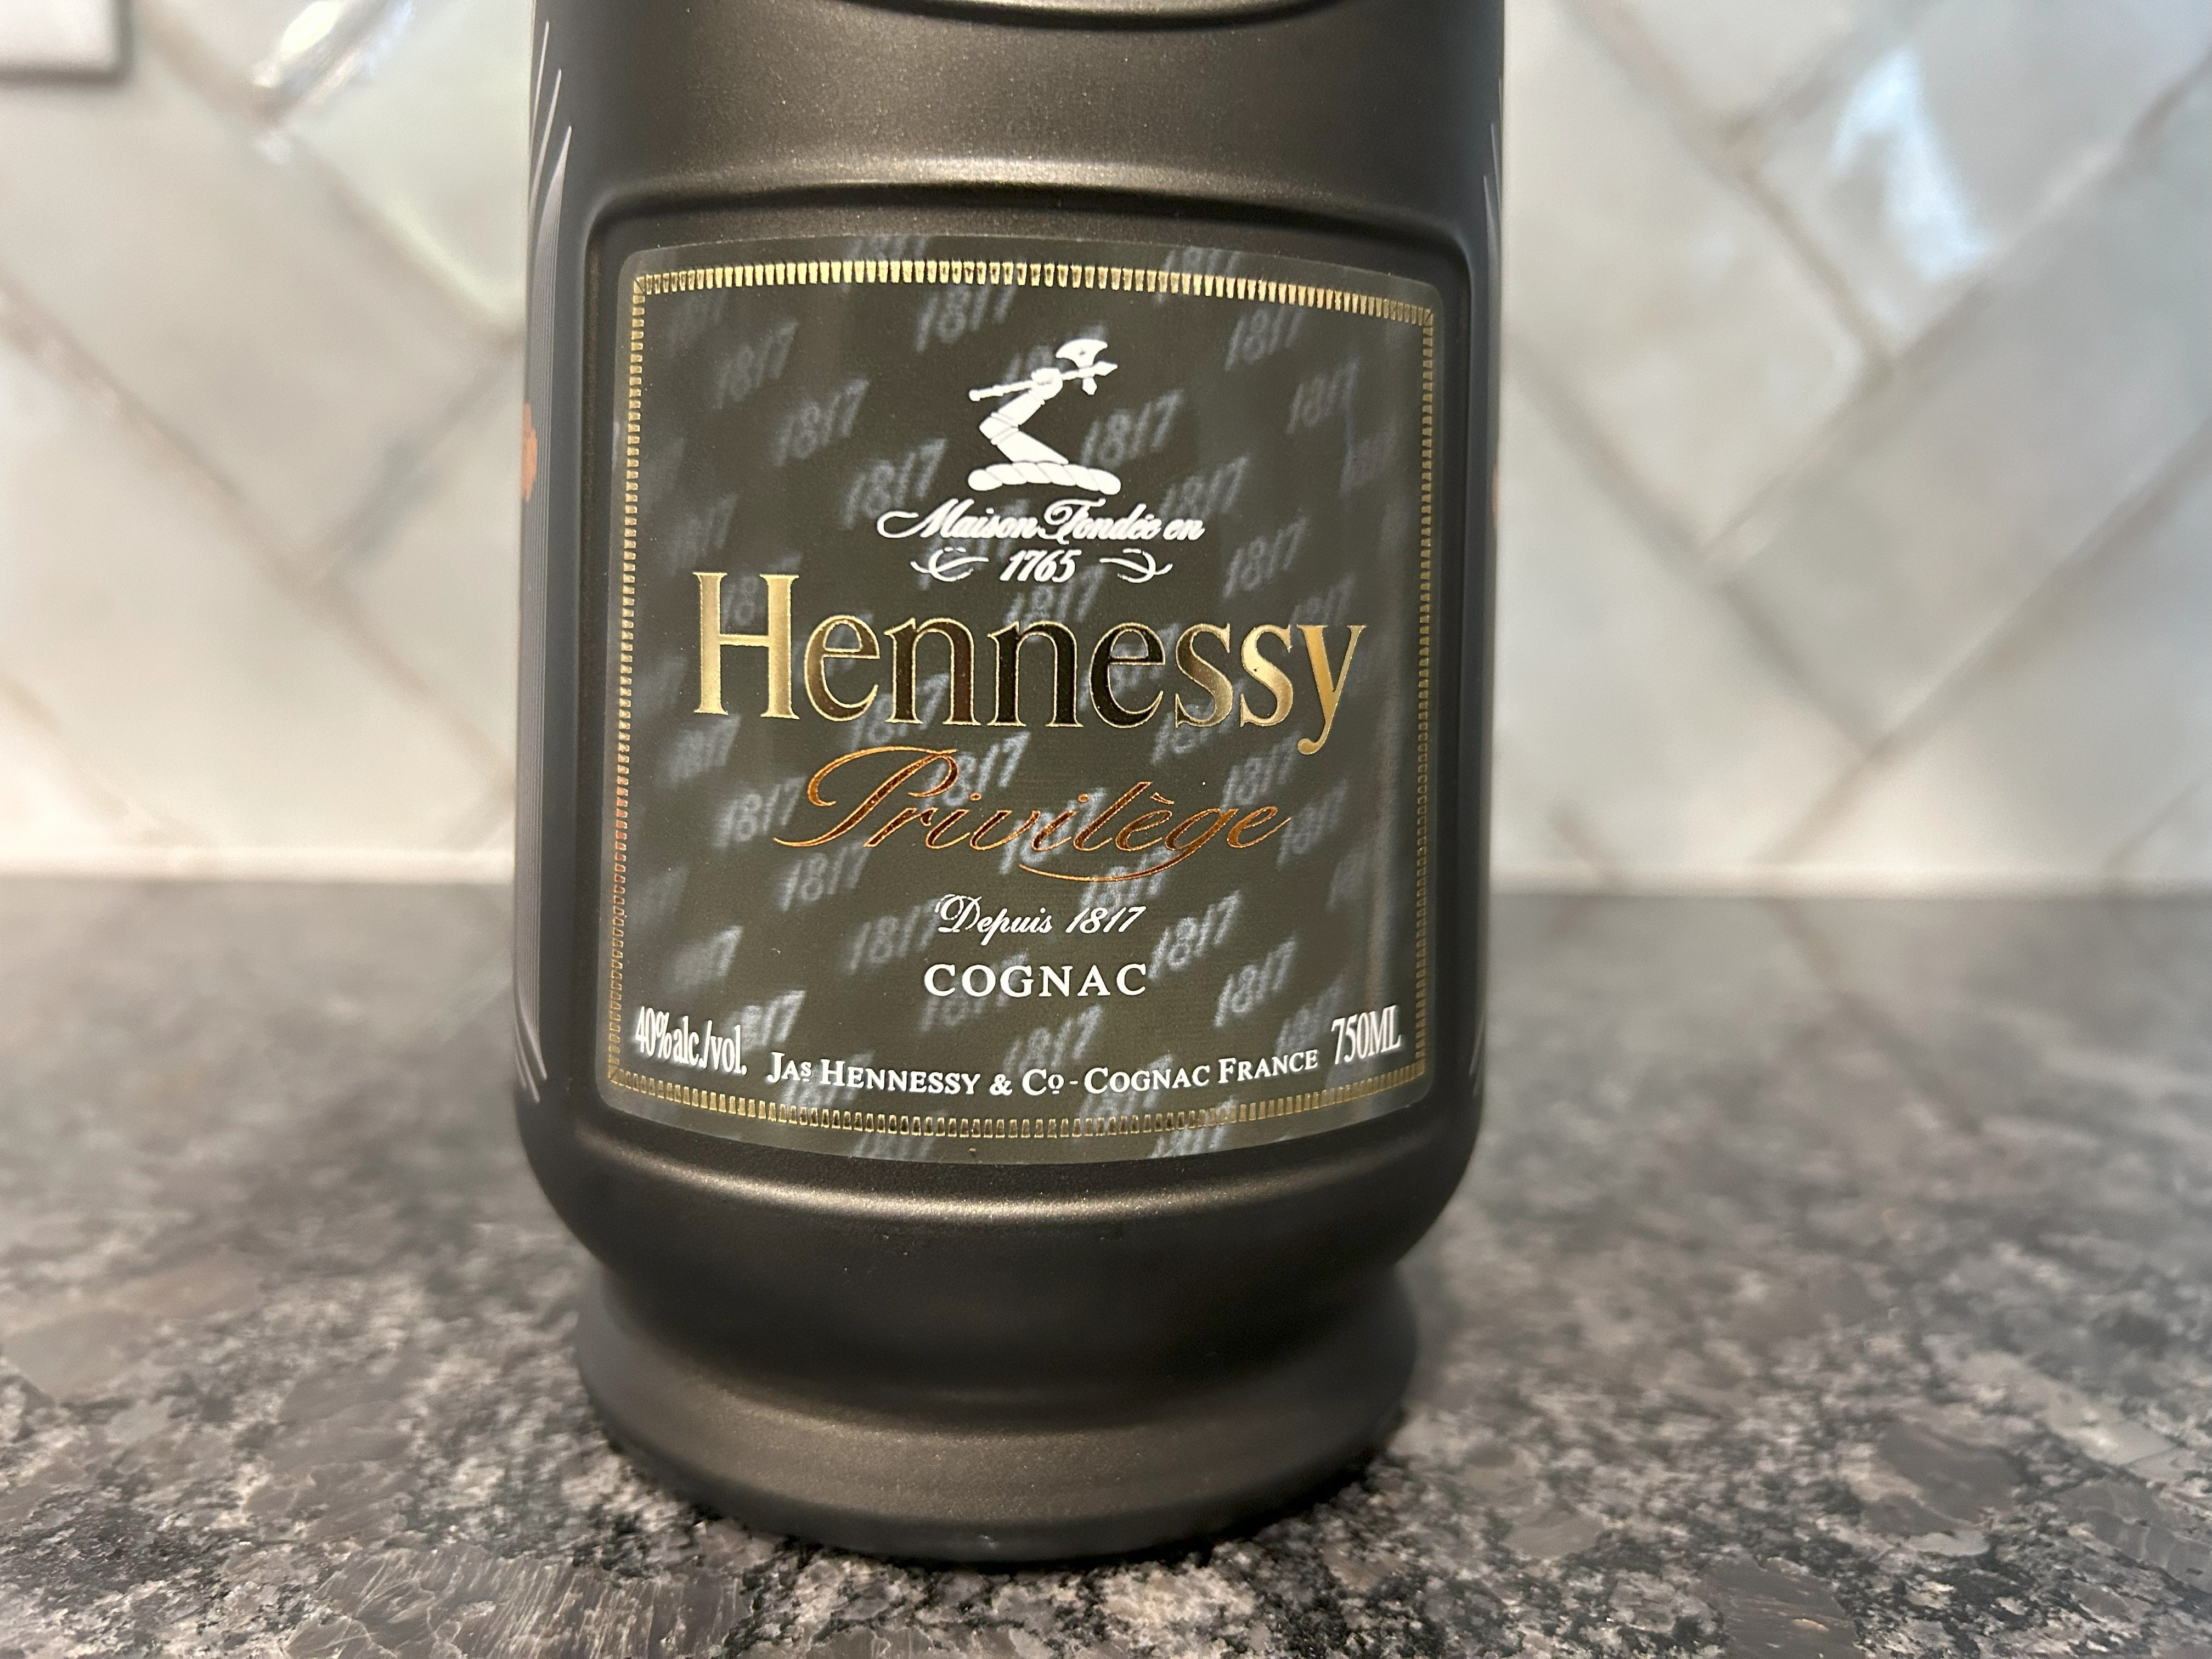 Maison Fondée en
1765
Hennessy
Privilège
Depuis 1817
COGNAC
40%alc./vol. Jas HENNESSY & Co - COGNAC FRANCE 750ML